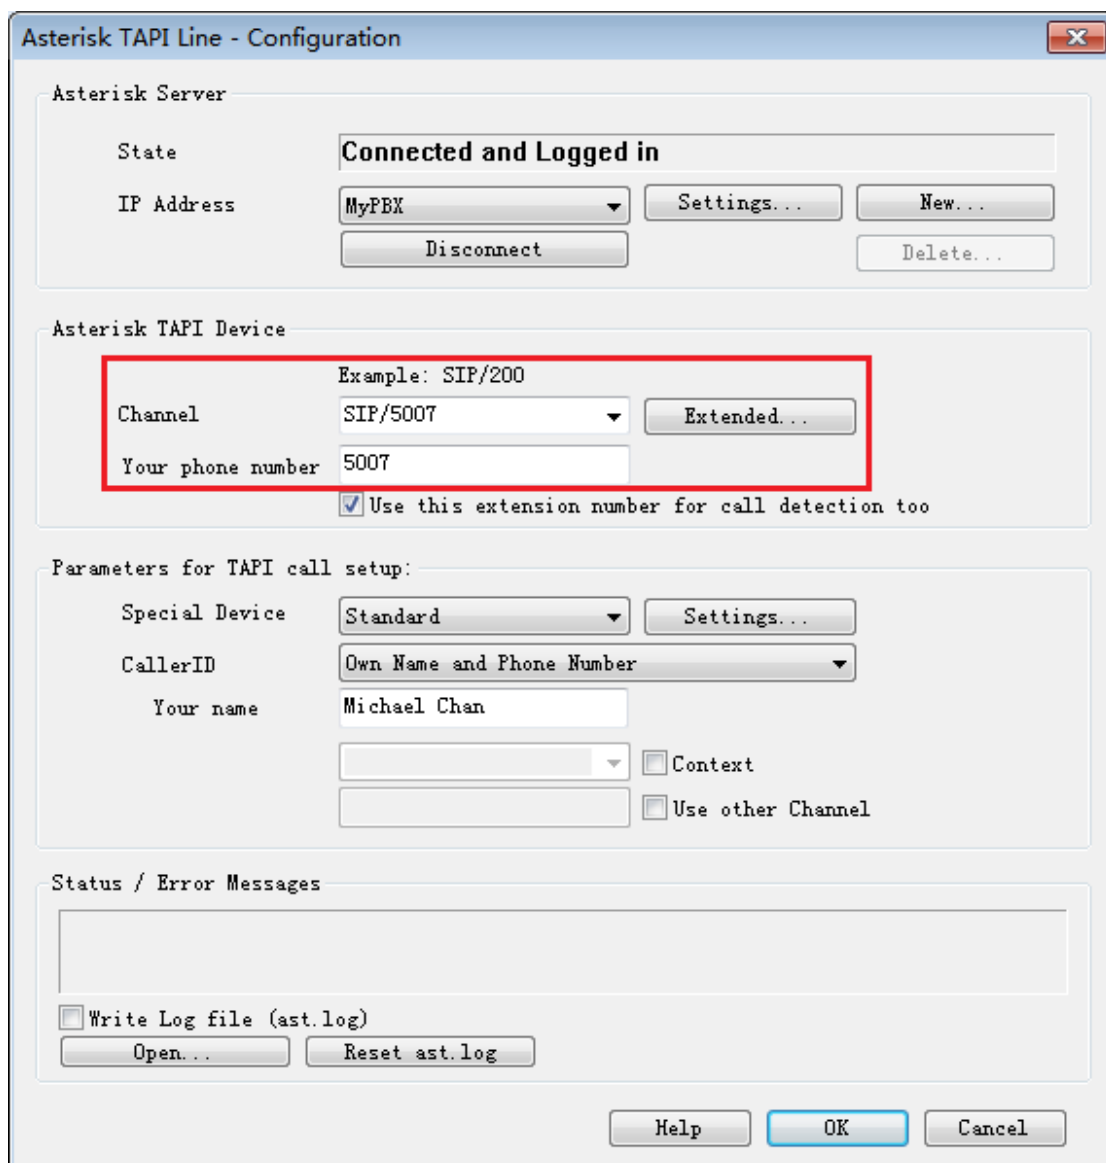 Asterisk TAPI Line - Configuration
Asterisk Server
State Connected and Logged in
IP Address MyPBX Settings... New...
Disconnect Delete...
Asterisk TAPI Device
Example: SIP/200
Channel SIP/5007 Extended...
Your phone number 5007
Use this extension number for call detection too
Parameters for TAPI call setup:
Special Device Standard Settings...
CallerID Own Name and Phone Number
Your name Michael Chan
Context
Use other Channel
Status / Error Messages
Write Log file (ast.log)
Open... Reset ast.log
Help OK Cancel